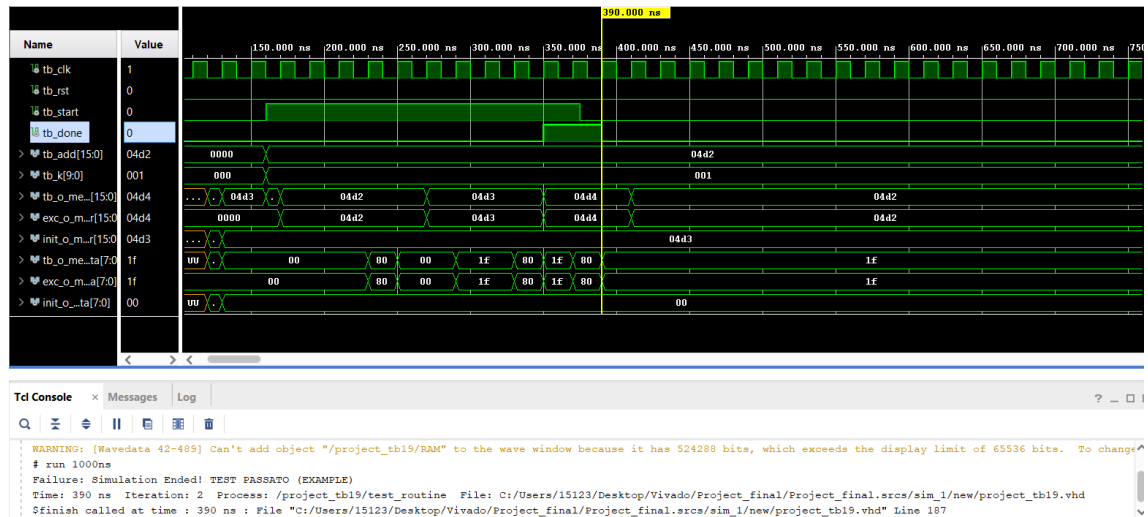 390.000 ns
Name Value
150.000 ns 200.000 ns 250.000 ns 300.000 ns 350.000 ns 400.000 ns 450.000 ns 500.000 ns 550.000 ns 600.000 ns 650.000 ns 700.000 ns 750
tb_clk 1
tb_rst 0
tb_start 0
tb_done 0
tb_add[15:0] 04d2 0000 04d2
tb_k[9:0] 001 000 001
tb_o_me...[15:0] 04d4 ... . 04d3 . 04d2 04d3 04d4 04d2
exc_o_m...r[15:0 04d4 0000 04d2 04d3 04d4 04d2
init_o_m...r[15:0 04d3 ... 04d3
tb_o_me...ta[7:0] 1f UU . 00 80 00 1f 80 1f 80 1f
exc_o_m...a[7:0] 1f 00 80 00 1f 80 1f 80 1f
init_o_...ta[7:0] 00 UU . 00
Tcl Console × Messages Log
WARNING: [Wavedata 42-489] Can't add object "/project_tb19/RAM" to the wave window because it has 524288 bits, which exceeds the display limit of 65536 bits. To change
# run 1000ns
Failure: Simulation Ended! TEST PASSATO (EXAMPLE)
Time: 390 ns Iteration: 2 Process: /project_tb19/test_routine File: C:/Users/15123/Desktop/Vivado/Project_final/Project_final.srcs/sim_1/new/project_tb19.vhd
$finish called at time : 390 ns : File "C:/Users/15123/Desktop/Vivado/Project_final/Project_final.srcs/sim_1/new/project_tb19.vhd" Line 187